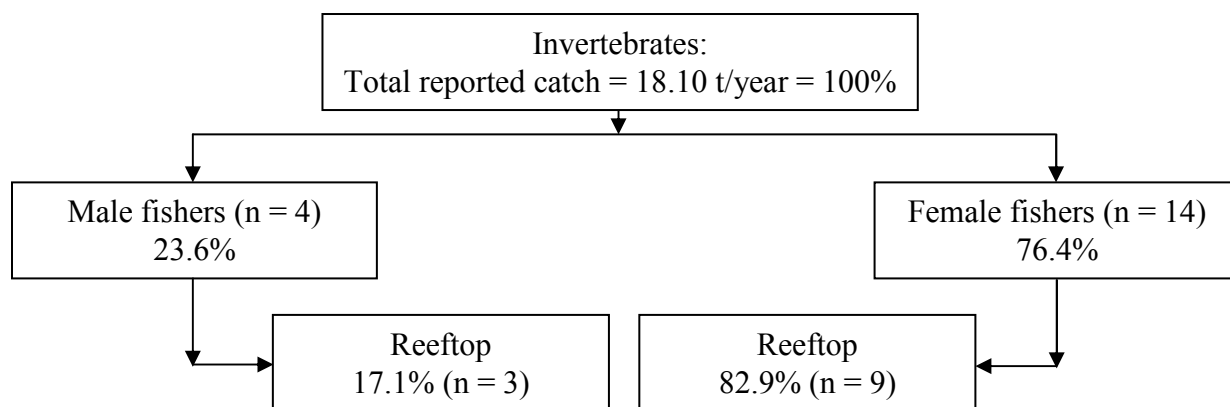 Invertebrates:
Total reported catch = 18.10 t/year = 100%
Male fishers (n = 4)
23.6%
Female fishers (n = 14)
76.4%
Reeftop
17.1% (n = 3)
Reeftop
82.9% (n = 9)